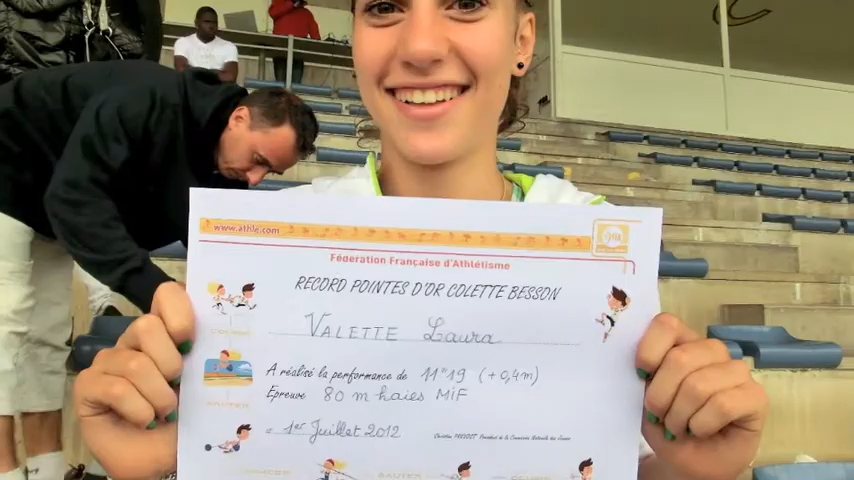 www.athle.com
Fédération Française d'Athlétisme
RECORD POINTES D'OR COLETTE BESSON
VALETTE Laura
A réalisé la performance de 11"19 (+0,4m)
Epreuve 80 m haies MIF
1er Juillet 2012
SAUTER